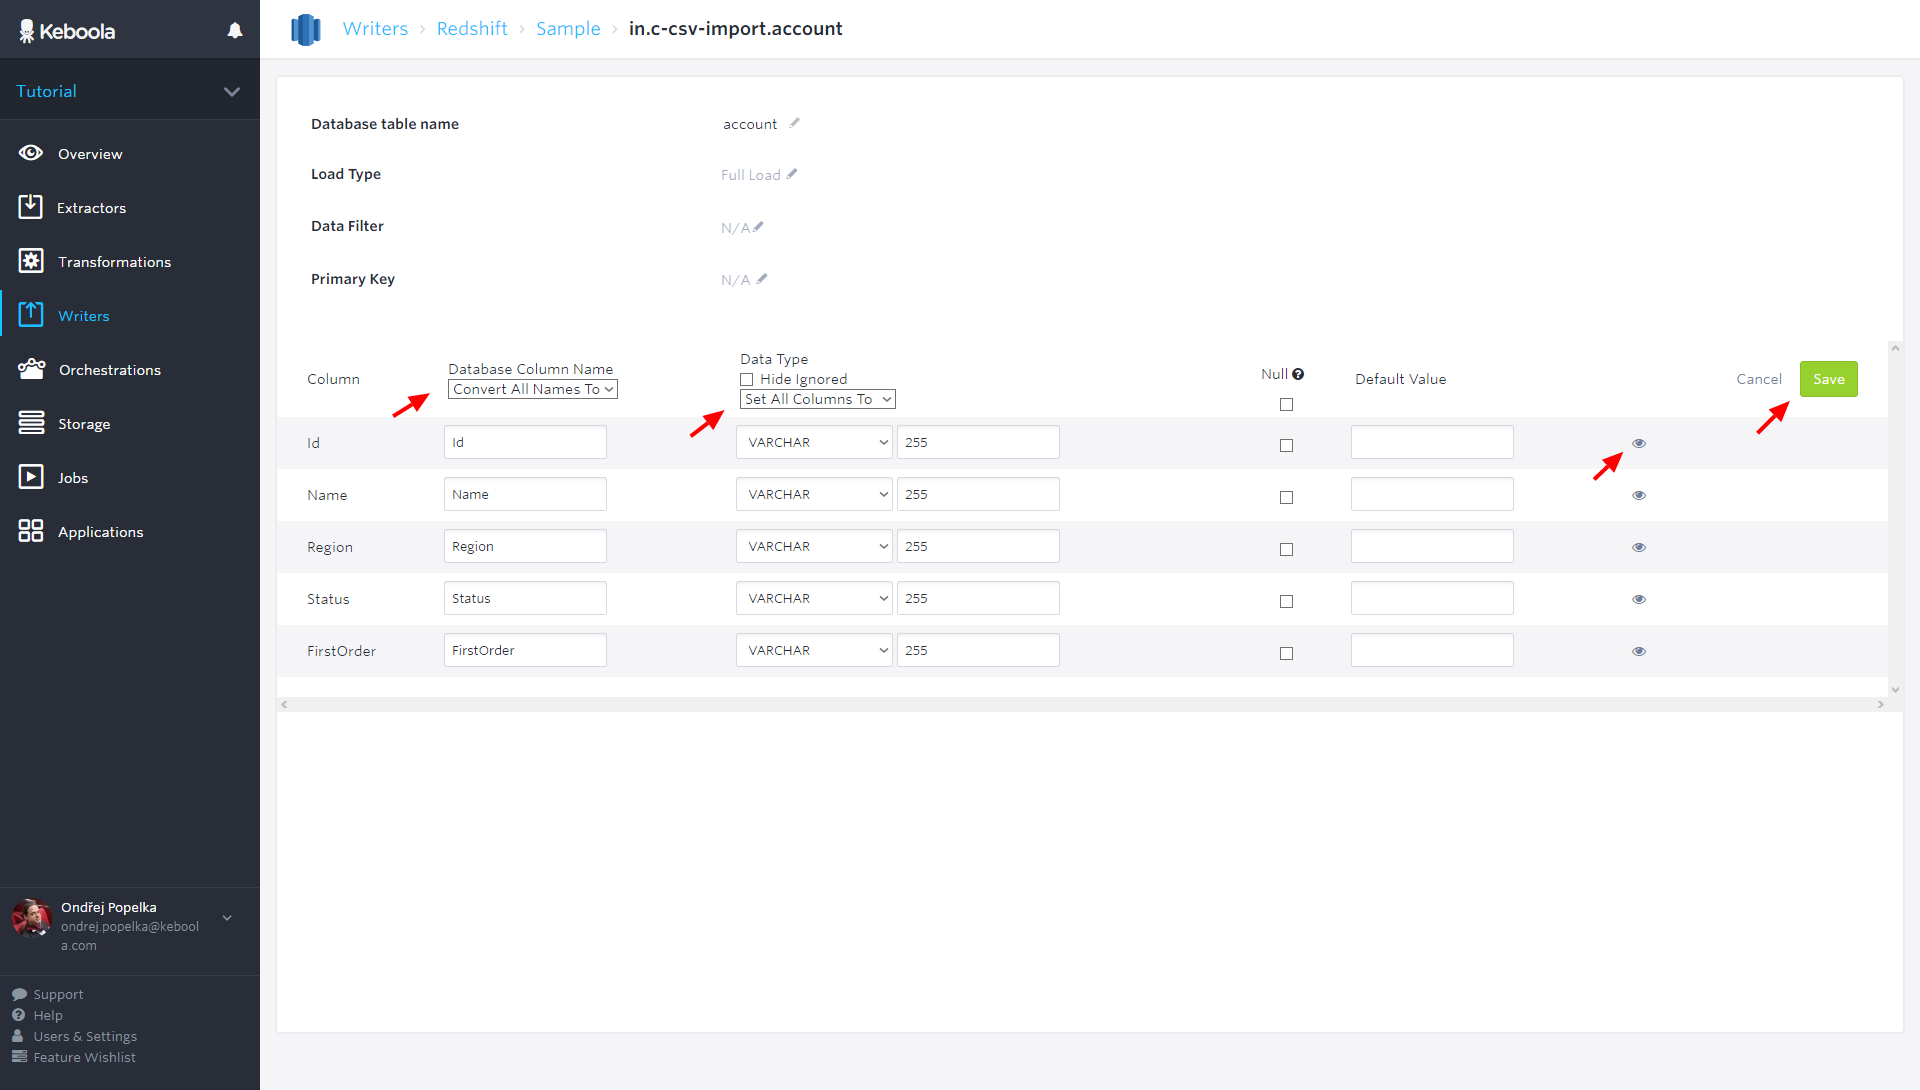 Keboola
Tutorial
Overview
Extractors
Transformations
Writers
Orchestrations
Storage
Jobs
Applications
Ondřej Popelka
ondrej.popelka@kebool
a.com
Support
Help
Users & Settings
Feature Wishlist
Writers › Redshift › Sample › in.c-csv-import.account
Database table name account
Load Type Full Load
Data Filter N/A
Primary Key N/A
Column
Database Column Name
Convert All Names To
Data Type
Hide Ignored
Set All Columns To
Null
Default Value
Cancel Save
Id Id VARCHAR 255
Name Name VARCHAR 255
Region Region VARCHAR 255
Status Status VARCHAR 255
FirstOrder FirstOrder VARCHAR 255